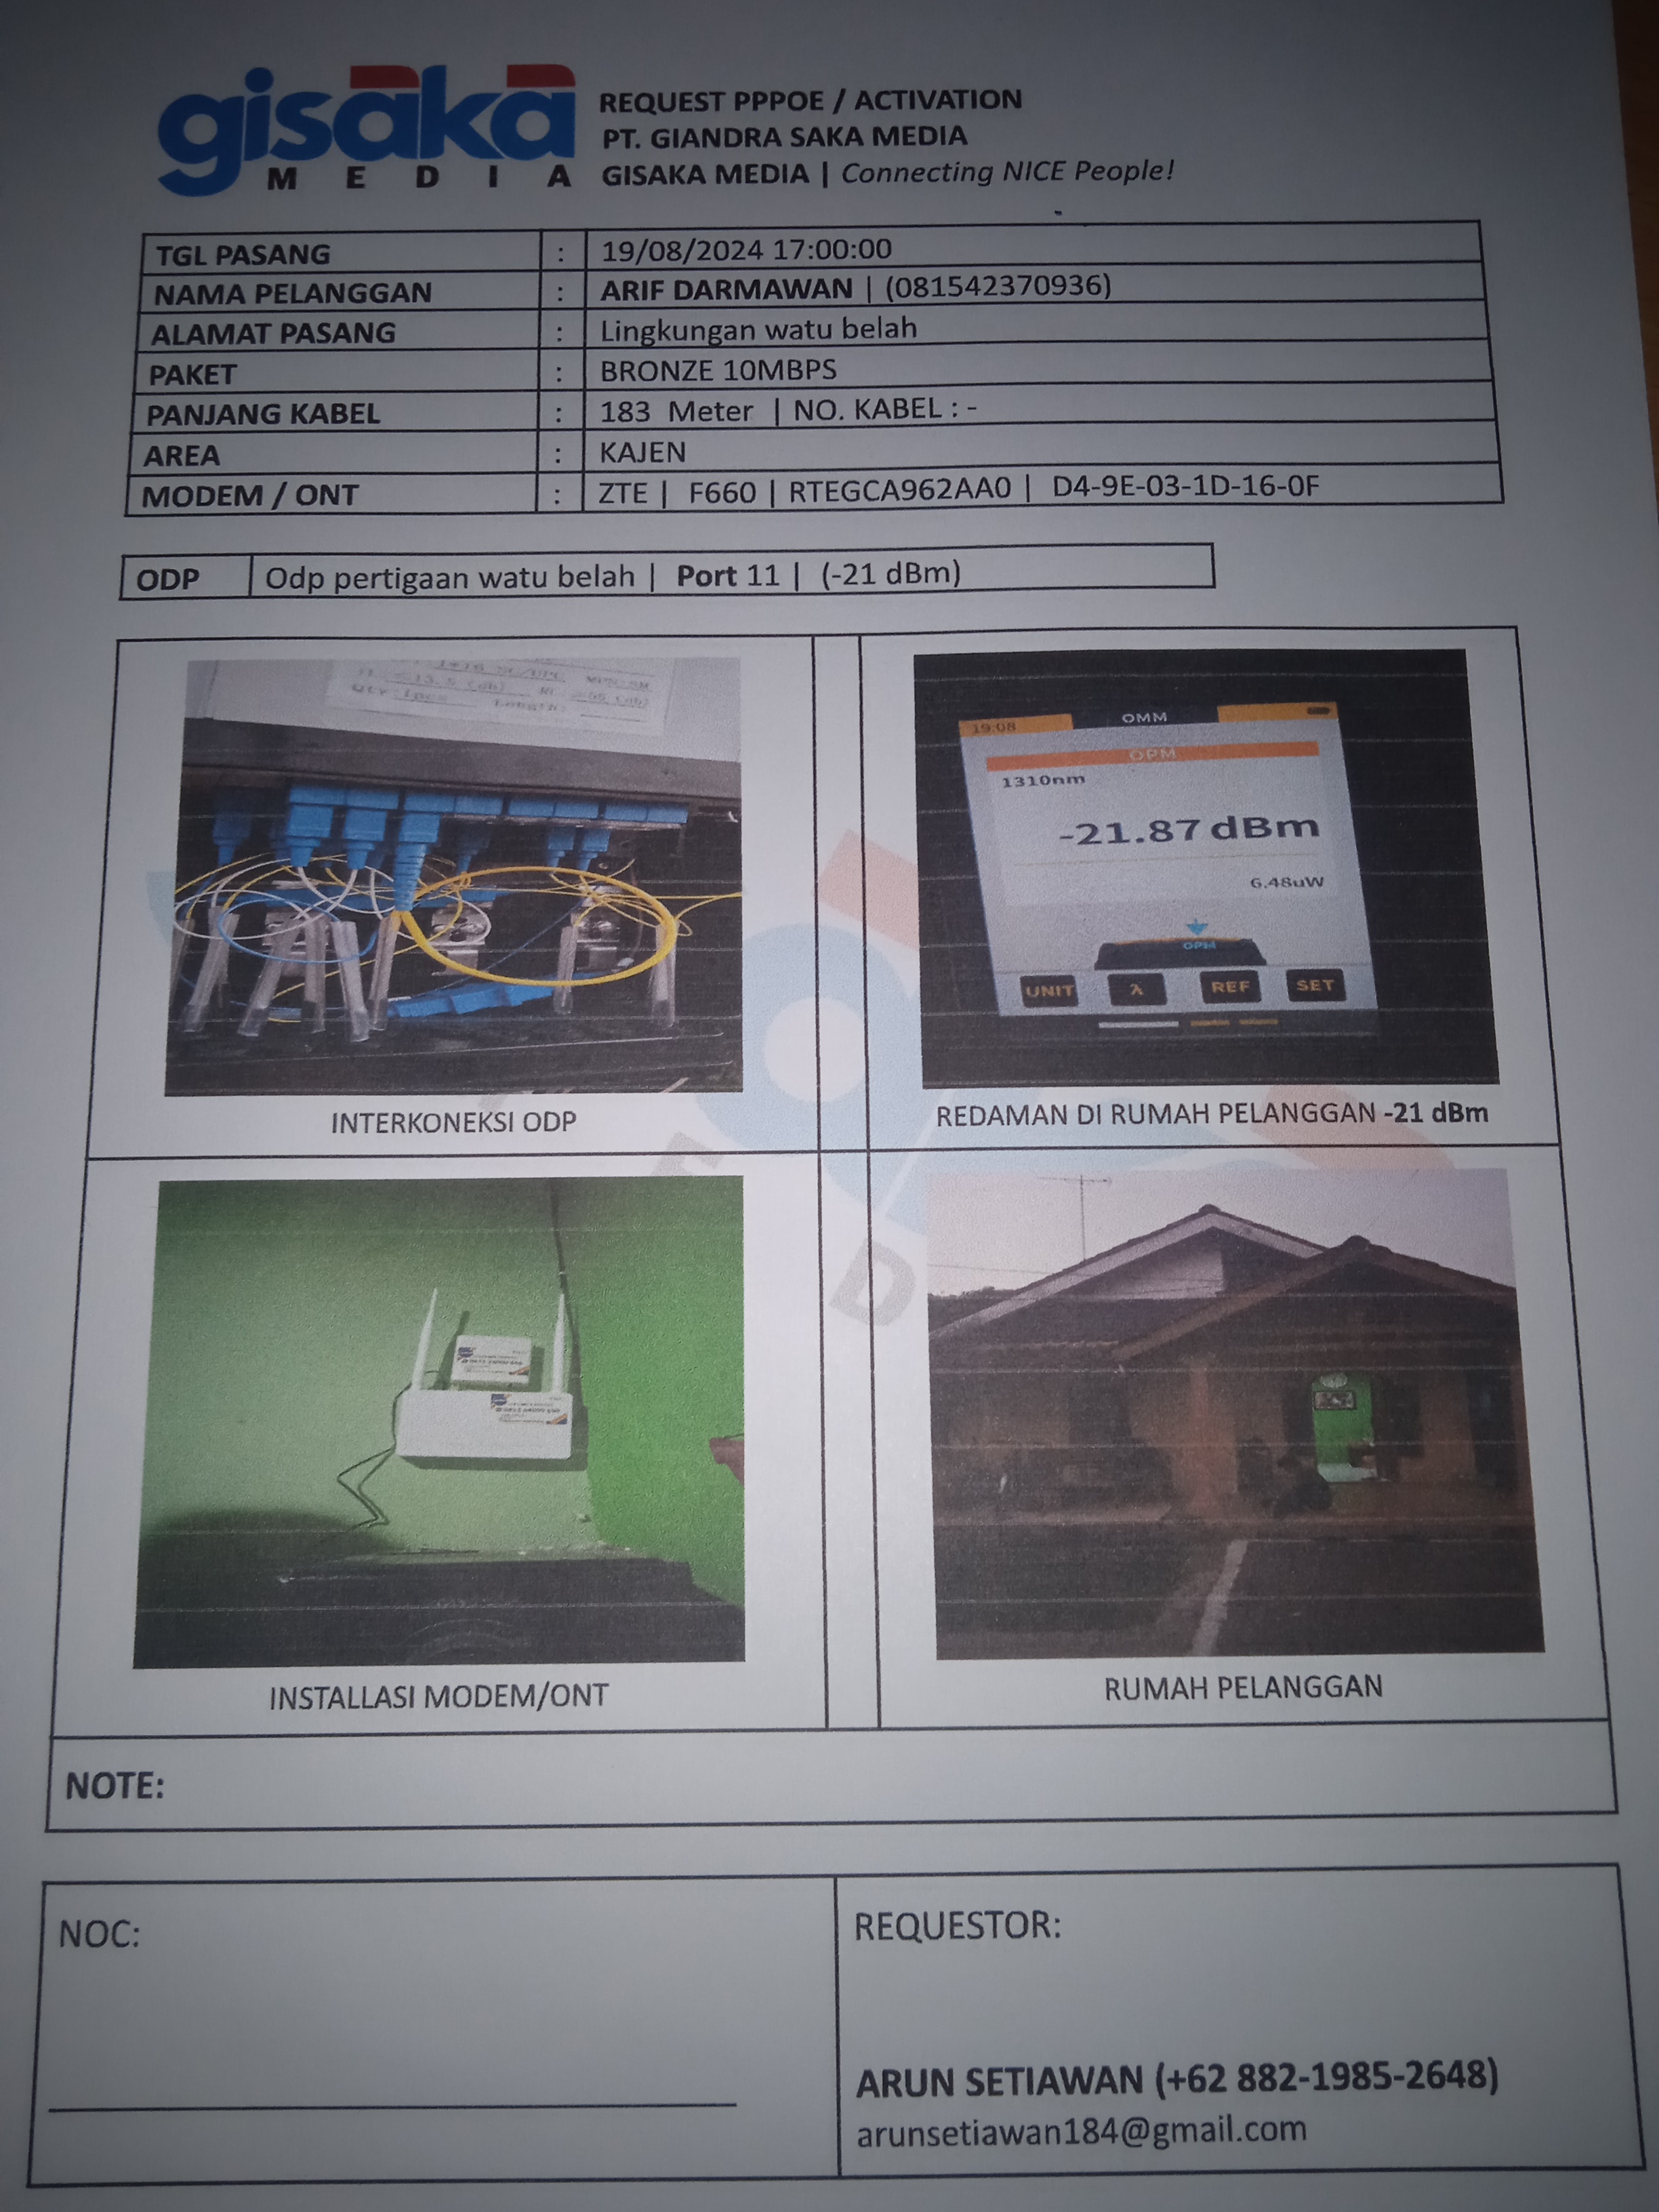 gisaka
MEDIA
REQUEST PPPOE / ACTIVATION
PT. GIANDRA SAKA MEDIA
GISAKA MEDIA | Connecting NICE People!
TGL PASANG : 19/08/2024 17:00:00
NAMA PELANGGAN : ARIF DARMAWAN | (081542370936)
ALAMAT PASANG : Lingkungan watu belah
PAKET : BRONZE 10MBPS
PANJANG KABEL : 183 Meter | NO. KABEL : -
AREA : KAJEN
MODEM / ONT : ZTE | F660 | RTEGCA962AA0 | D4-9E-03-1D-16-0F
ODP Odp pertigaan watu belah | Port 11 | (-21 dBm)
Qty: 1pcs Length:
19:08 OMM
OPM
1310nm
-21.87 dBm
6.48uW
OPM
UNIT λ REF SET
INTERKONEKSI ODP
REDAMAN DI RUMAH PELANGGAN -21 dBm
INSTALLASI MODEM/ONT
RUMAH PELANGGAN
NOTE:
NOC:
REQUESTOR:
ARUN SETIAWAN (+62 882-1985-2648)
arunsetiawan184@gmail.com